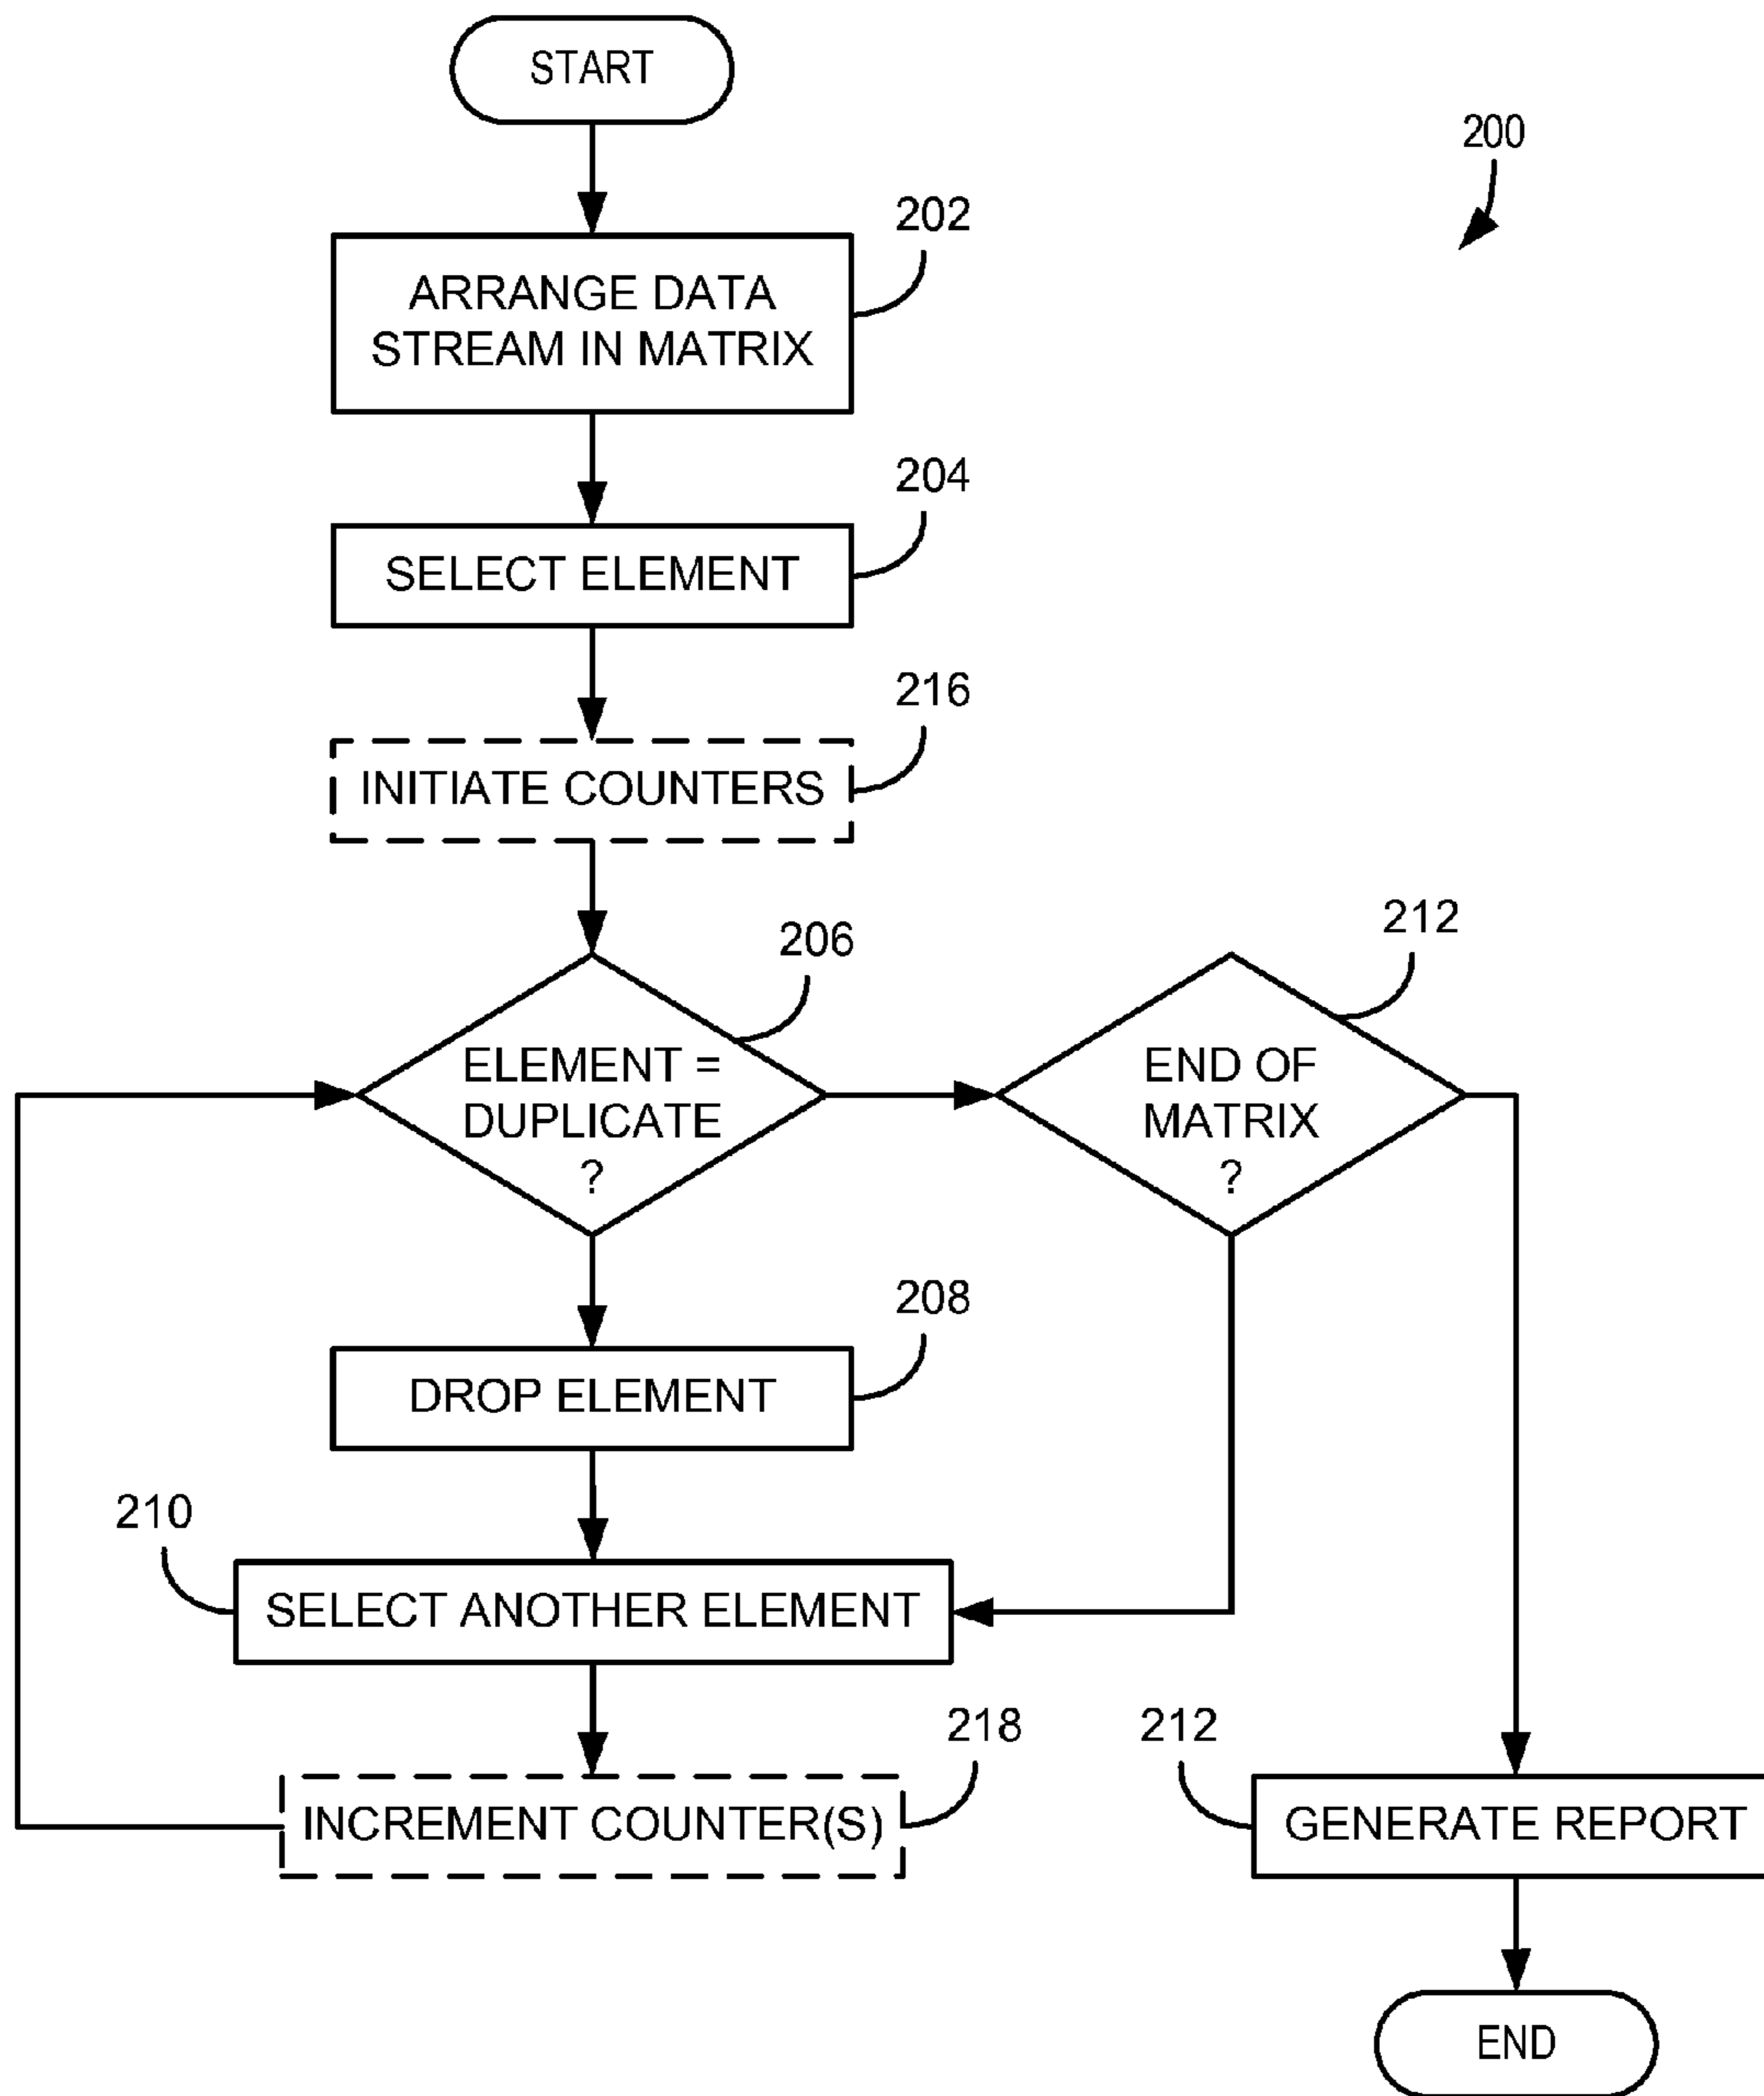 START
200
202
ARRANGE DATA
STREAM IN MATRIX
204
SELECT ELEMENT
216
INITIATE COUNTERS
206
212
ELEMENT =
DUPLICATE
?
END OF
MATRIX
?
208
DROP ELEMENT
210
SELECT ANOTHER ELEMENT
218
212
INCREMENT COUNTER(S)
GENERATE REPORT
END